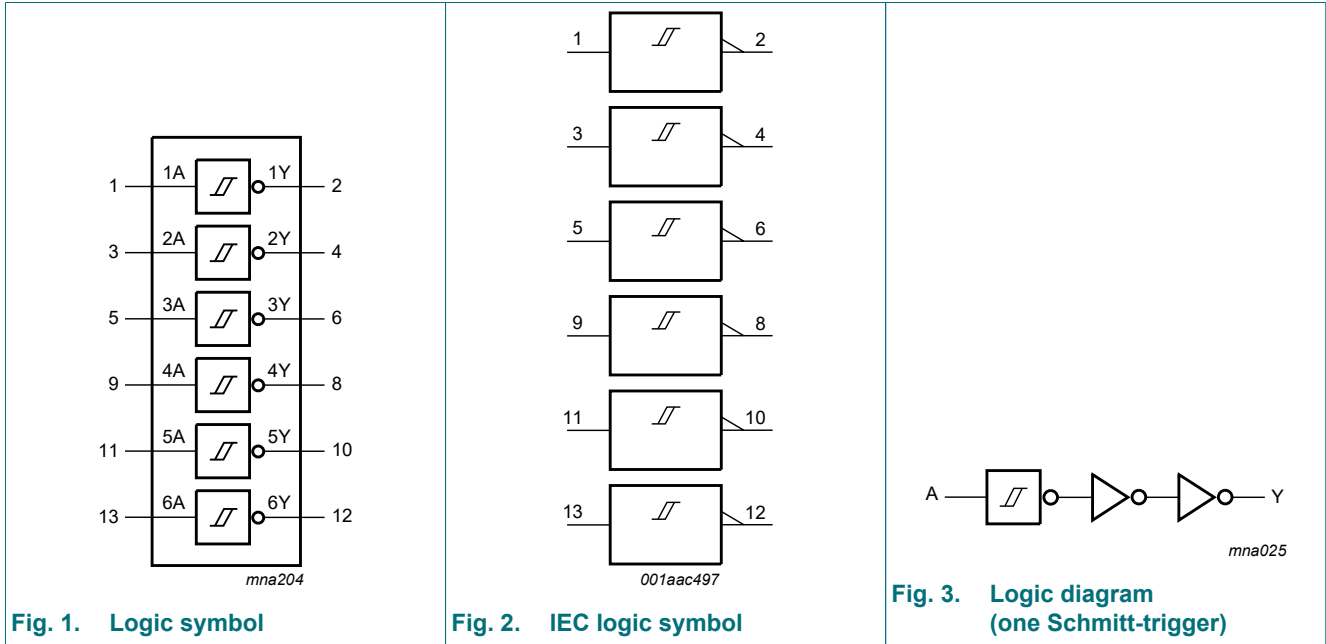 1 1A 1Y 2
3 2A 2Y 4
5 3A 3Y 6
9 4A 4Y 8
11 5A 5Y 10
13 6A 6Y 12
mna204
Fig. 1. Logic symbol
1 2
3 4
5 6
9 8
11 10
13 12
001aac497
Fig. 2. IEC logic symbol
A Y
mna025
Fig. 3. Logic diagram
(one Schmitt-trigger)